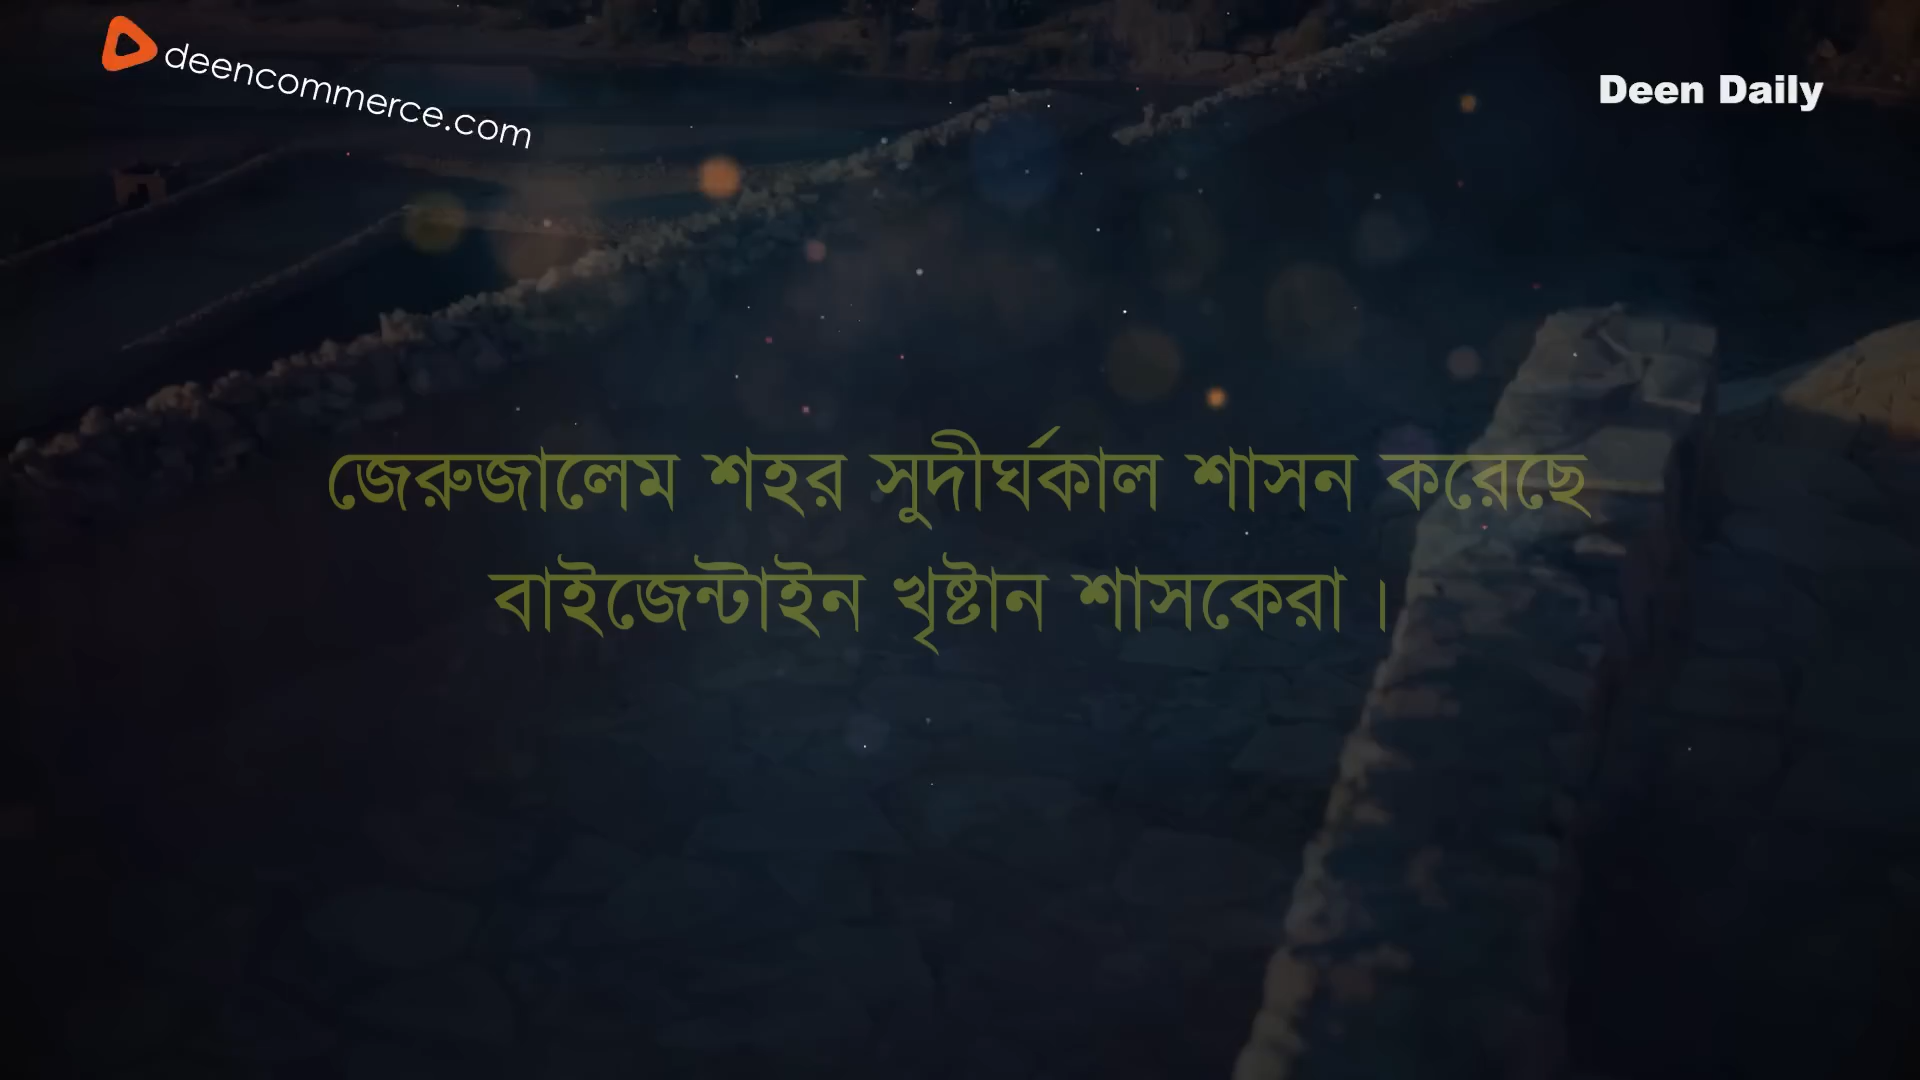 deencommerce.com
Deen Daily
জেরুজালেম শহর সুদীর্ঘকাল শাসন করেছে
বাইজেন্টাইন খৃষ্টান শাসকেরা।